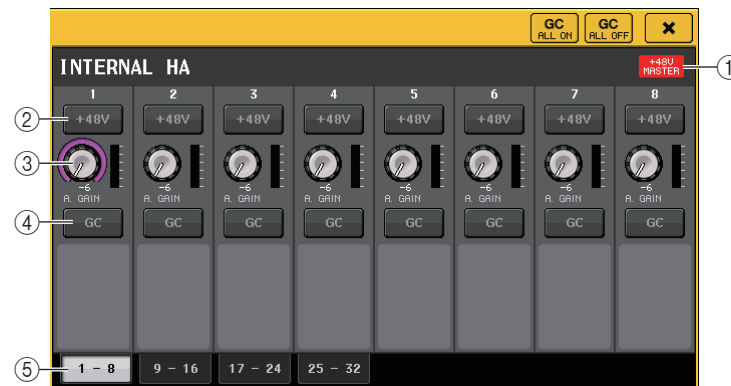 GC ALL ON GC ALL OFF ×
INTERNAL HA +48V MASTER ①
1 2 3 4 5 6 7 8
② +48V +48V +48V +48V +48V +48V +48V +48V
③
-6 -6 -6 -6 -6 -6 -6 -6
A. GAIN A. GAIN A. GAIN A. GAIN A. GAIN A. GAIN A. GAIN A. GAIN
④ GC GC GC GC GC GC GC GC
⑤ 1 - 8 9 - 16 17 - 24 25 - 32